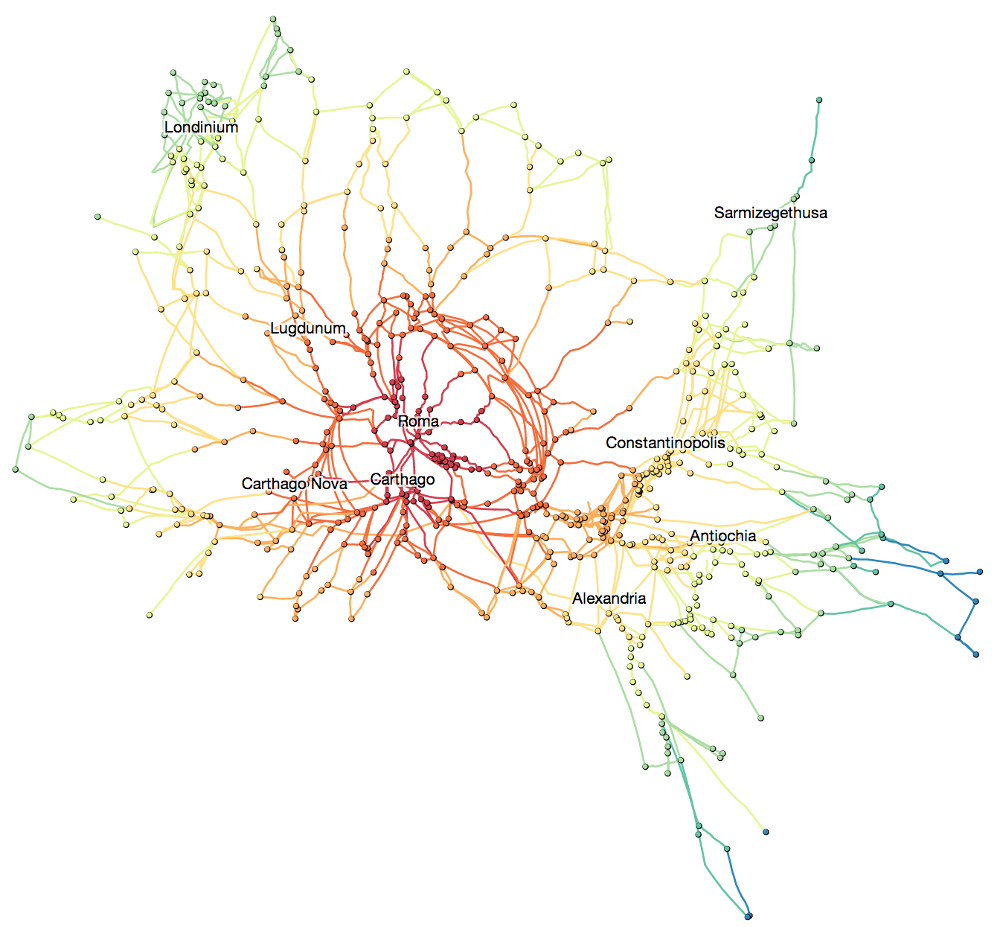 Londinium
Sarmizegethusa
Lugdunum
Roma
Constantinopolis
Carthago Nova
Carthago
Antiochia
Alexandria